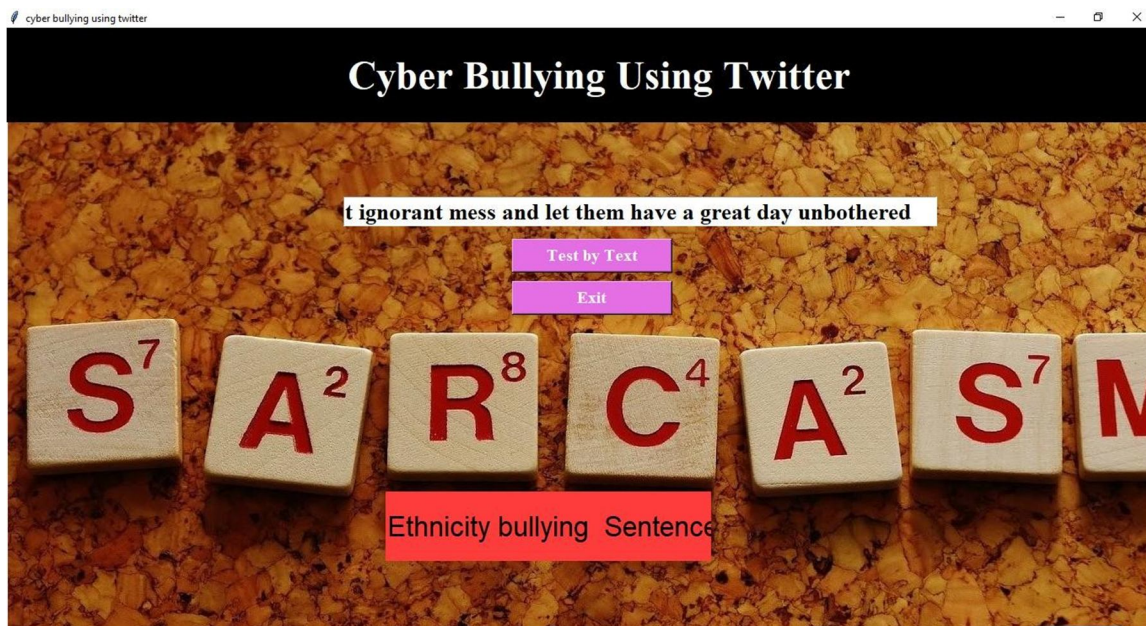 cyber bullying using twitter
Cyber Bullying Using Twitter
t ignorant mess and let them have a great day unbothered
Test by Text
Exit
S7 A2 R8 C4 A2 S7 M
Ethnicity bullying  Sentence